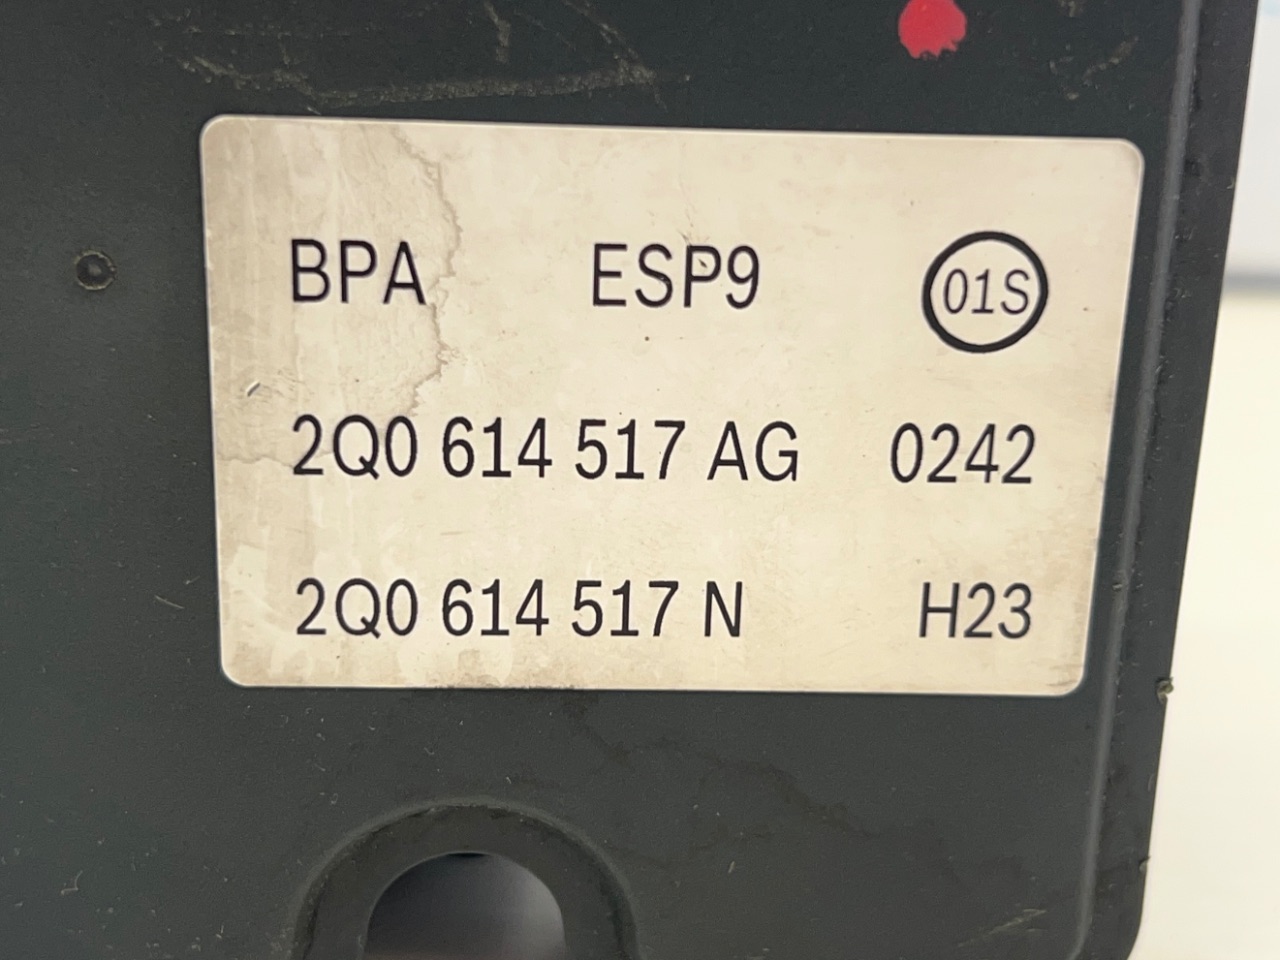 BPA ESP9 01S
2Q0 614 517 AG 0242
2Q0 614 517 N H23